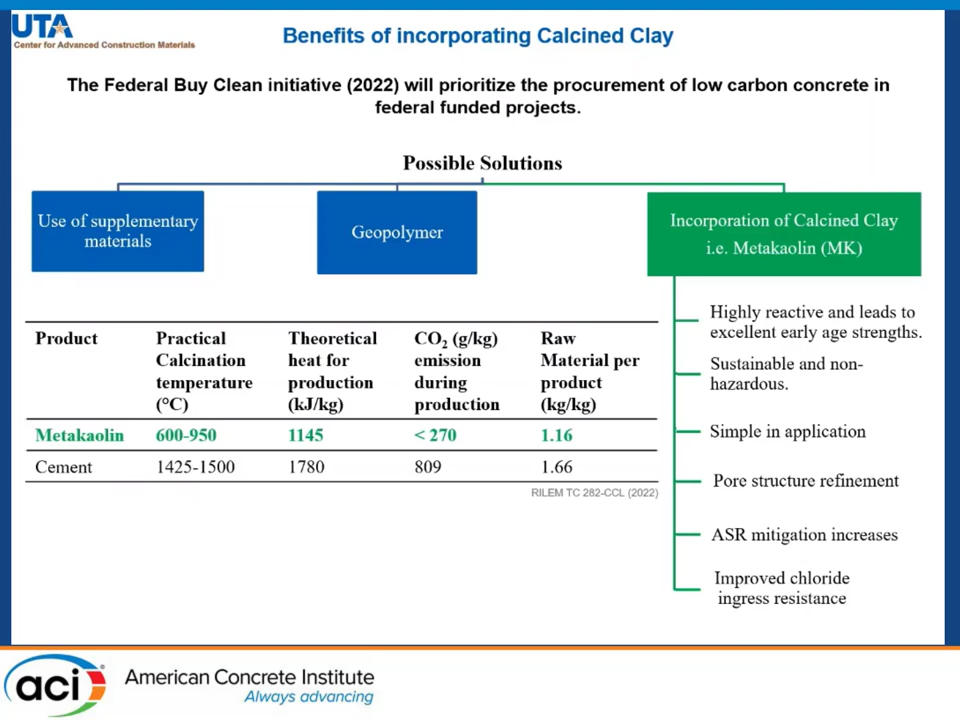 UTA
Center for Advanced Construction Materials
Benefits of incorporating Calcined Clay
The Federal Buy Clean initiative (2022) will prioritize the procurement of low carbon concrete in
federal funded projects.
Possible Solutions
Use of supplementary
materials
Geopolymer
Incorporation of Calcined Clay
i.e. Metakaolin (MK)
Product
Practical
Calcination
temperature
(°C)
Theoretical
heat for
production
(kJ/kg)
CO₂ (g/kg)
emission
during
production
Raw
Material per
product
(kg/kg)
Metakaolin 600-950 1145 < 270 1.16
Cement 1425-1500 1780 809 1.66
RILEM TC 282-CCL (2022)
Highly reactive and leads to
excellent early age strengths.
Sustainable and non-
hazardous.
Simple in application
Pore structure refinement
ASR mitigation increases
Improved chloride
ingress resistance
aci
American Concrete Institute
Always advancing